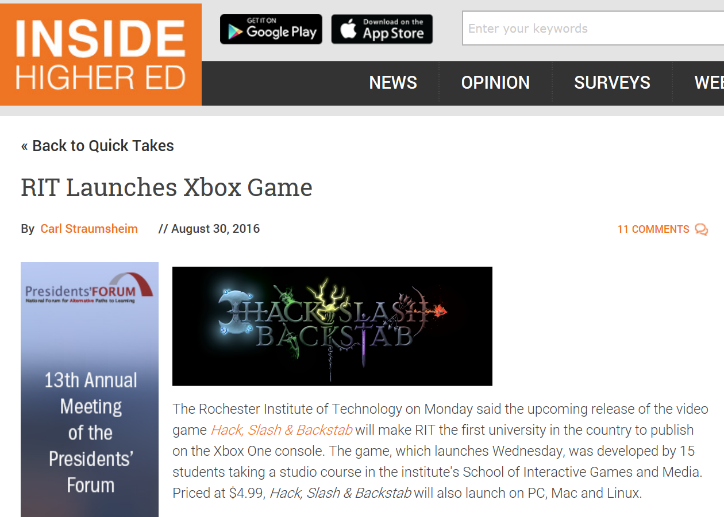 INSIDE
HIGHER ED
GET IT ON
Google Play
Download on the
App Store
Enter your keywords
NEWS
OPINION
SURVEYS
WEB
« Back to Quick Takes
RIT Launches Xbox Game
By Carl Straumsheim // August 30, 2016
11 COMMENTS
Presidents'FORUM
National Forum for Alternative Paths to Learning
13th Annual
Meeting
of the
Presidents'
Forum
HACK SLASH
BACKSTAB
The Rochester Institute of Technology on Monday said the upcoming release of the video
game Hack, Slash & Backstab will make RIT the first university in the country to publish
on the Xbox One console. The game, which launches Wednesday, was developed by 15
students taking a studio course in the institute's School of Interactive Games and Media.
Priced at $4.99, Hack, Slash & Backstab will also launch on PC, Mac and Linux.